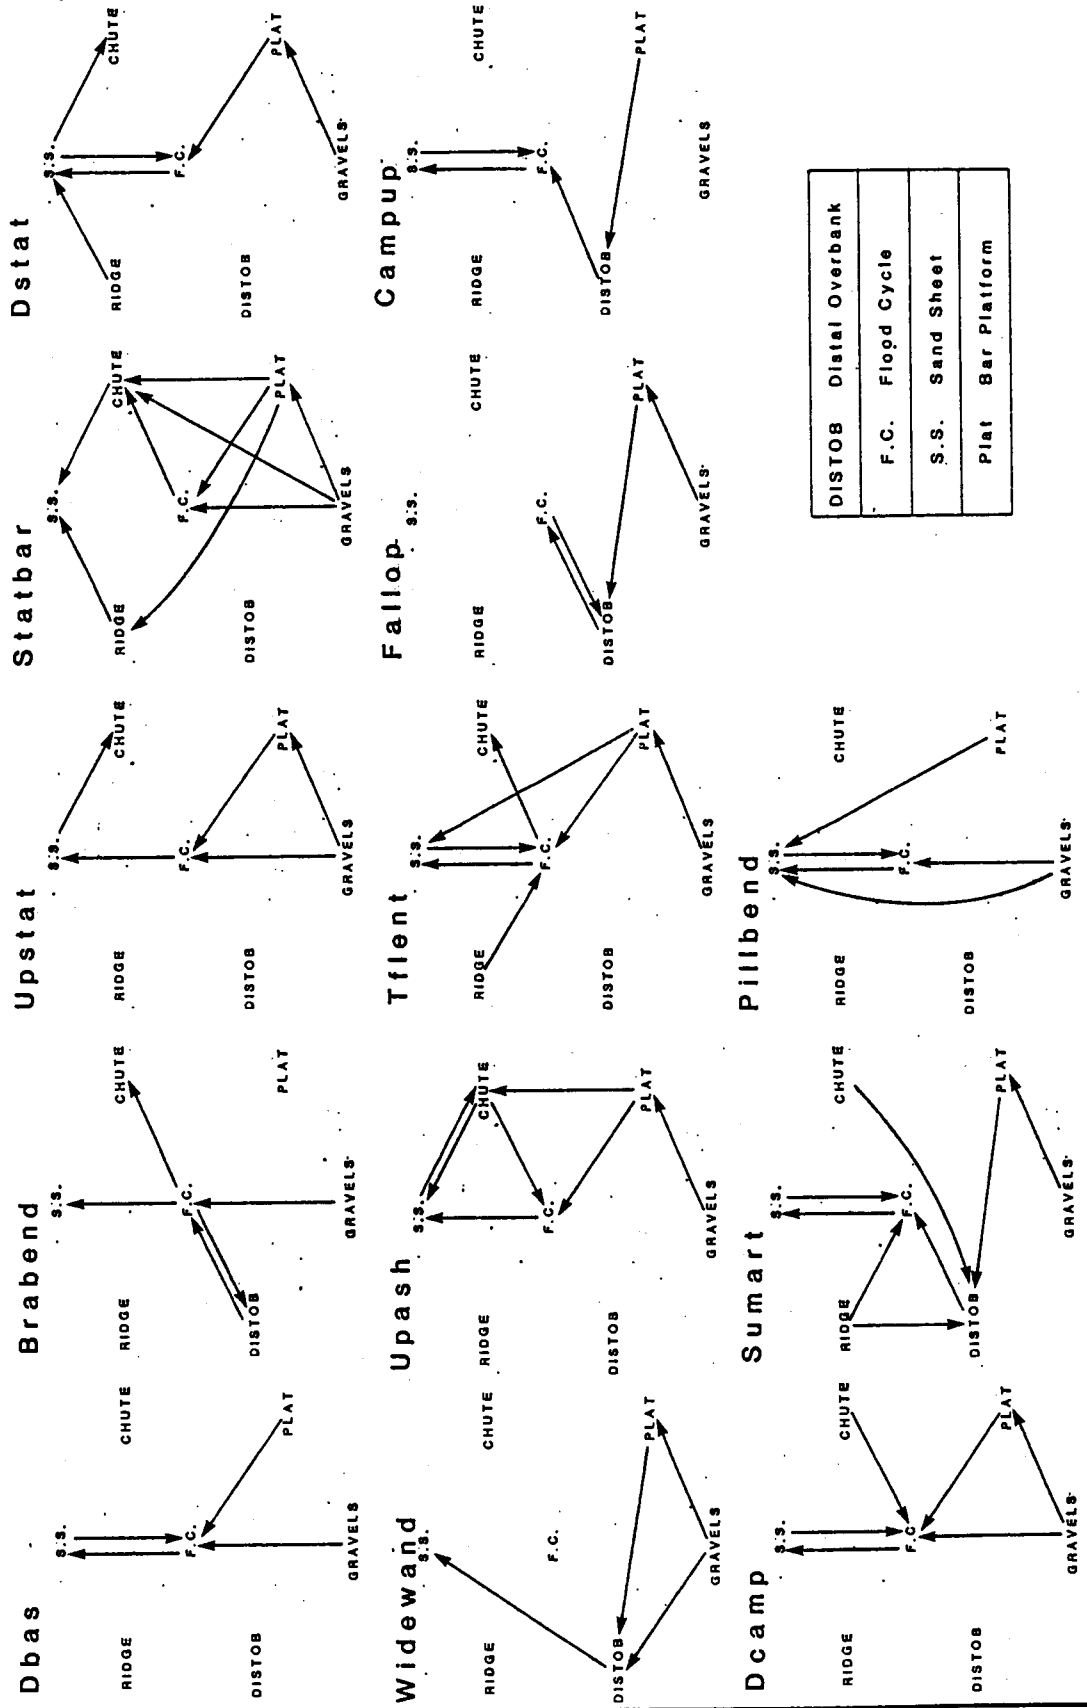 Dbas
S.S.
RIDGE
CHUTE
F.C.
DISTOB
PLAT
GRAVELS
Brabend
S.S.
RIDGE
CHUTE
F.C.
DISTOB
PLAT
GRAVELS
Upstat
S.S.
RIDGE
CHUTE
F.C.
DISTOB
PLAT
GRAVELS
Statbar
S.S.
RIDGE
CHUTE
F.C.
DISTOB
PLAT
GRAVELS
Dstat
S.S.
RIDGE
CHUTE
F.C.
DISTOB
PLAT
GRAVELS
Widewand
S.S.
RIDGE
CHUTE
F.C.
DISTOB
PLAT
GRAVELS
Upash
S.S.
RIDGE
CHUTE
F.C.
DISTOB
PLAT
GRAVELS
Tflent
S.S.
RIDGE
CHUTE
F.C.
DISTOB
PLAT
GRAVELS
Fallop
S.S.
RIDGE
CHUTE
F.C.
DISTOB
PLAT
GRAVELS
Campup
S.S.
RIDGE
CHUTE
F.C.
DISTOB
PLAT
GRAVELS
Dcamp
S.S.
RIDGE
CHUTE
F.C.
DISTOB
PLAT
GRAVELS
Sumart
S.S.
RIDGE
CHUTE
F.C.
DISTOB
PLAT
GRAVELS
Pillbend
S.S.
RIDGE
CHUTE
F.C.
DISTOB
PLAT
GRAVELS
DISTOB Distal Overbank
F.C. Flood Cycle
S.S. Sand Sheet
Plat Bar Platform